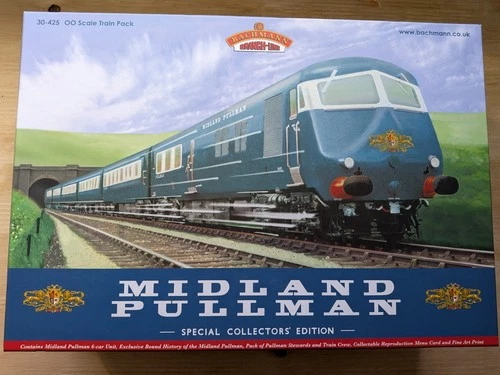 30-425 OO Scale Train Pack
BACHMANN
BRANCH-LINE
www.bachmann.co.uk
MIDLAND PULLMAN
MIDLAND
PULLMAN
SPECIAL COLLECTORS' EDITION
Contains Midland Pullman 6-car Unit, Exclusive Bound History of the Midland Pullman, Pack of Pullman Stewards and Train Crew, Collectable Reproduction Menu Card and Fine Art Print